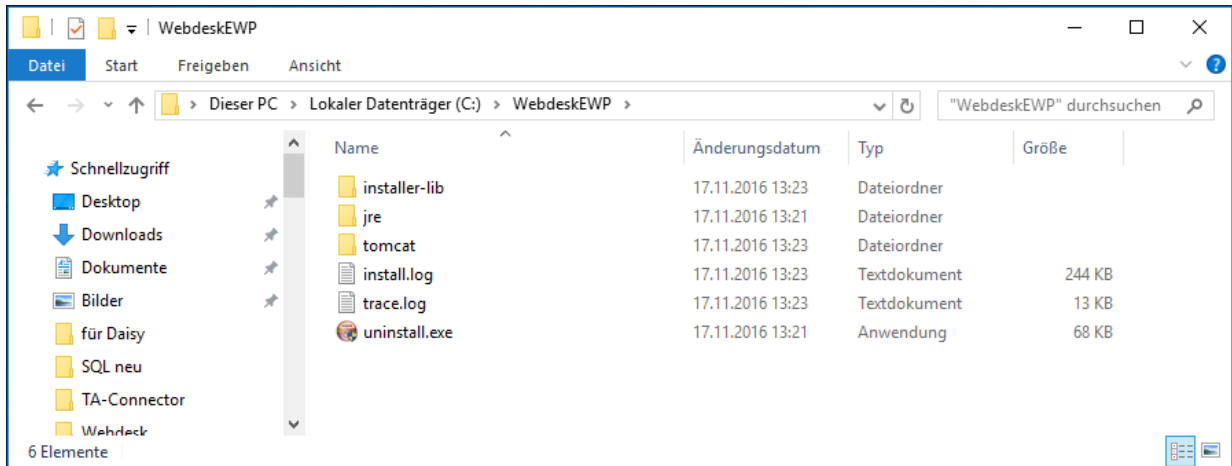 WebdeskEWP
Datei Start Freigeben Ansicht
Dieser PC > Lokaler Datenträger (C:) > WebdeskEWP >
"WebdeskEWP" durchsuchen
Name Änderungsdatum Typ Größe
Schnellzugriff
Desktop
Downloads
Dokumente
Bilder
für Daisy
SQL neu
TA-Connector
Webdesk
installer-lib 17.11.2016 13:23 Dateiordner
jre 17.11.2016 13:21 Dateiordner
tomcat 17.11.2016 13:23 Dateiordner
install.log 17.11.2016 13:23 Textdokument 244 KB
trace.log 17.11.2016 13:23 Textdokument 13 KB
uninstall.exe 17.11.2016 13:21 Anwendung 68 KB
6 Elemente